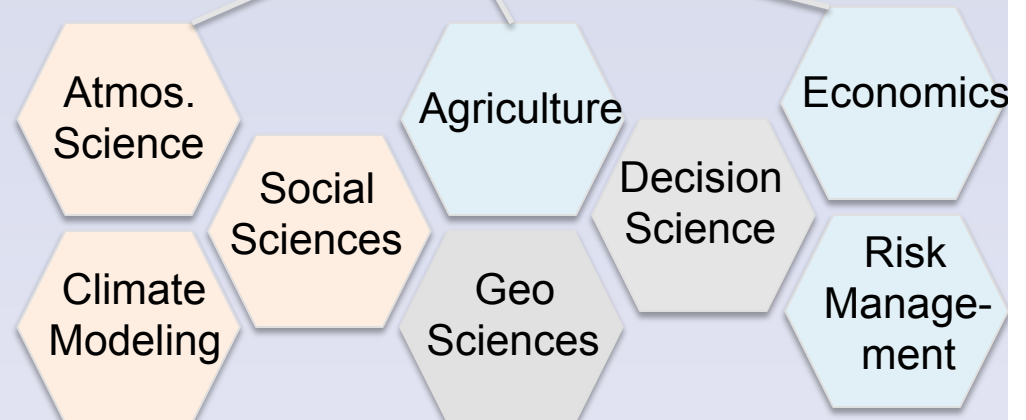 Atmos.
Science
Social
Sciences
Climate
Modeling
Agriculture
Geo
Sciences
Decision
Science
Economics
Risk
Manage-
ment